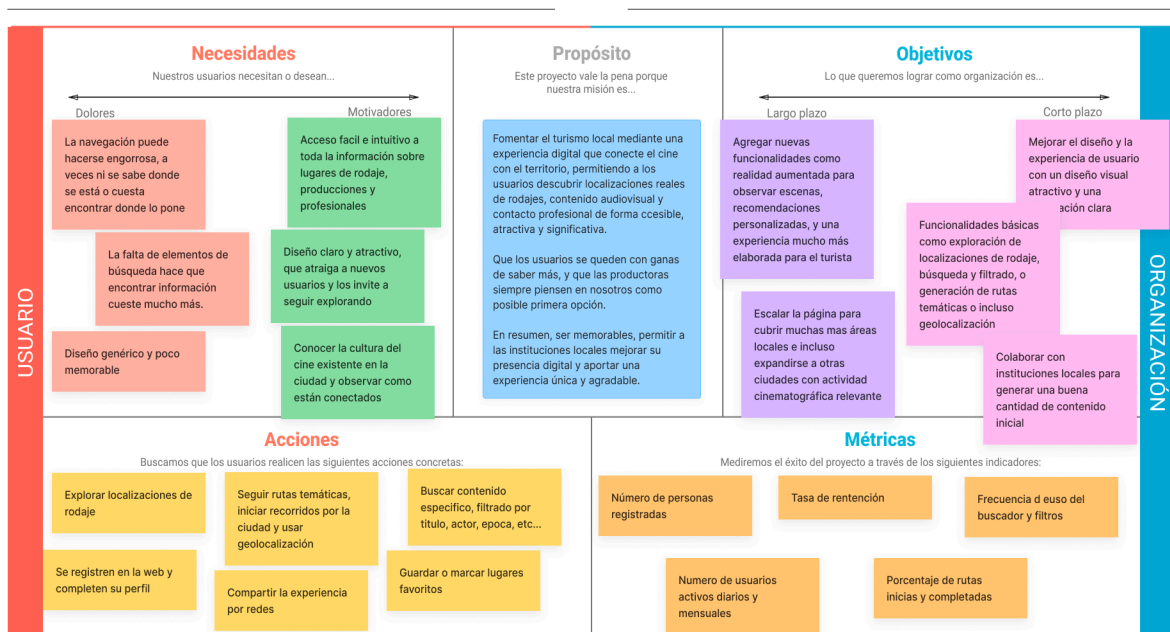 Necesidades
Nuestros usuarios necesitan o desean...
Dolores
Motivadores
La navegación puede
hacerse engorrosa, a
veces ni se sabe donde
se está o cuesta
encontrar donde lo pone
La falta de elementos de
búsqueda hace que
encontrar información
cueste mucho más.
Diseño genérico y poco
memorable
Acceso facil e intuitivo a
toda la información sobre
lugares de rodaje,
producciones y
profesionales
Diseño claro y atractivo,
que atraiga a nuevos
usuarios y los invite a
seguir explorando
Conocer la cultura del
cine existente en la
ciudad y observar como
están conectados
Propósito
Este proyecto vale la pena porque
nuestra misión es...
Fomentar el turismo local mediante una
experiencia digital que conecte el cine
con el territorio, permitiendo a los
usuarios descubrir localizaciones reales
de rodajes, contenido audiovisual y
contacto profesional de forma ccesible,
atractiva y significativa.
Que los usuarios se queden con ganas
de saber más, y que las productoras
siempre piensen en nosotros como
posible primera opción.
En resumen, ser memorables, permitir a
las instituciones locales mejorar su
presencia digital y aportar una
experiencia única y agradable.
Objetivos
Lo que queremos lograr como organización es...
Largo plazo
Corto plazo
Agregar nuevas
funcionalidades como
realidad aumentada para
observar escenas,
recomendaciones
personalizadas, y una
experiencia mucho más
elaborada para el turista
Escalar la página para
cubrir muchas mas áreas
locales e incluso
expandirse a otras
ciudades con actividad
cinematográfica relevante
Mejorar el diseño y la
experiencia de usuario
con un diseño visual
atractivo y una
clara
Funcionalidades básicas
como exploración de
localizaciones de rodaje,
búsqueda y filtrado, o
generación de rutas
temáticas o incluso
geolocalización
Colaborar con
instituciones locales para
generar una buena
cantidad de contenido
inicial
USUARIO
ORGANIZACIÓN
Acciones
Buscamos que los usuarios realicen las siguientes acciones concretas:
Explorar localizaciones de
rodaje
Seguir rutas temáticas,
iniciar recorridos por la
ciudad y usar
geolocalización
Buscar contenido
especifico, filtrado por
titulo, actor, epoca, etc...
Se registren en la web y
completen su perfil
Compartir la experiencia
por redes
Guardar o marcar lugares
favoritos
Métricas
Mediremos el éxito del proyecto a través de los siguientes indicadores:
Número de personas
registradas
Tasa de rentención
Frecuencia d euso del
buscador y filtros
Numero de usuarios
activos diarios y
mensuales
Porcentaje de rutas
inicias y completadas